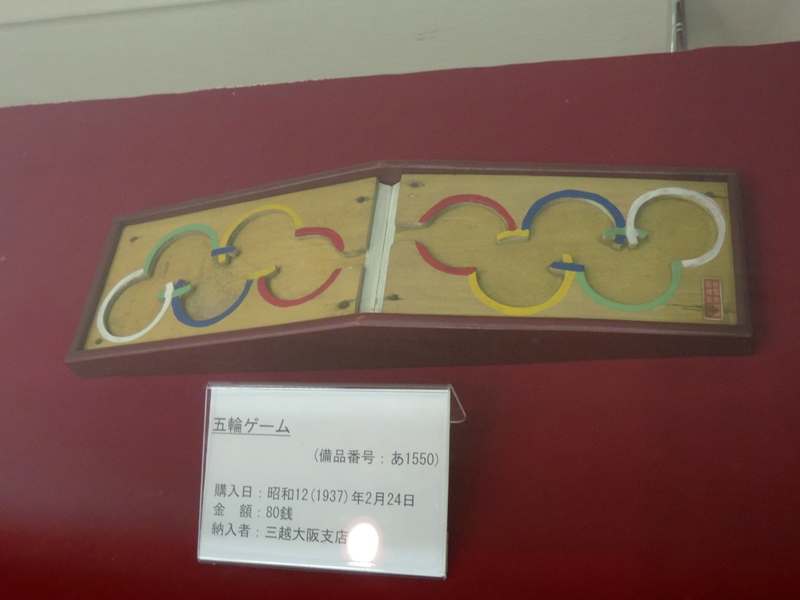 五輪ゲーム
(備品番号：あ1550)
購入日：昭和12(1937)年2月24日
金　額：80銭
納入者：三越大阪支店